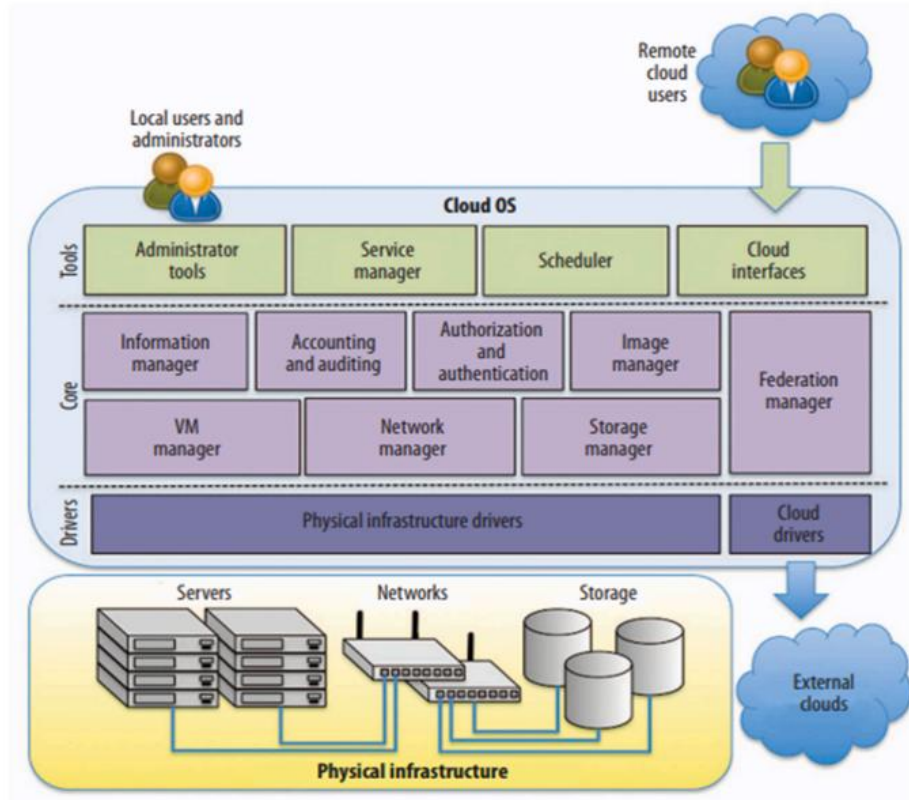 Remote
cloud
users
Local users and
administrators
Cloud OS
Tools
Administrator
tools
Service
manager
Scheduler
Cloud
interfaces
Core
Information
manager
Accounting
and auditing
Authorization
and
authentication
Image
manager
Federation
manager
VM
manager
Network
manager
Storage
manager
Drivers
Physical infrastructure drivers
Cloud
drivers
Servers
Networks
Storage
External
clouds
Physical infrastructure